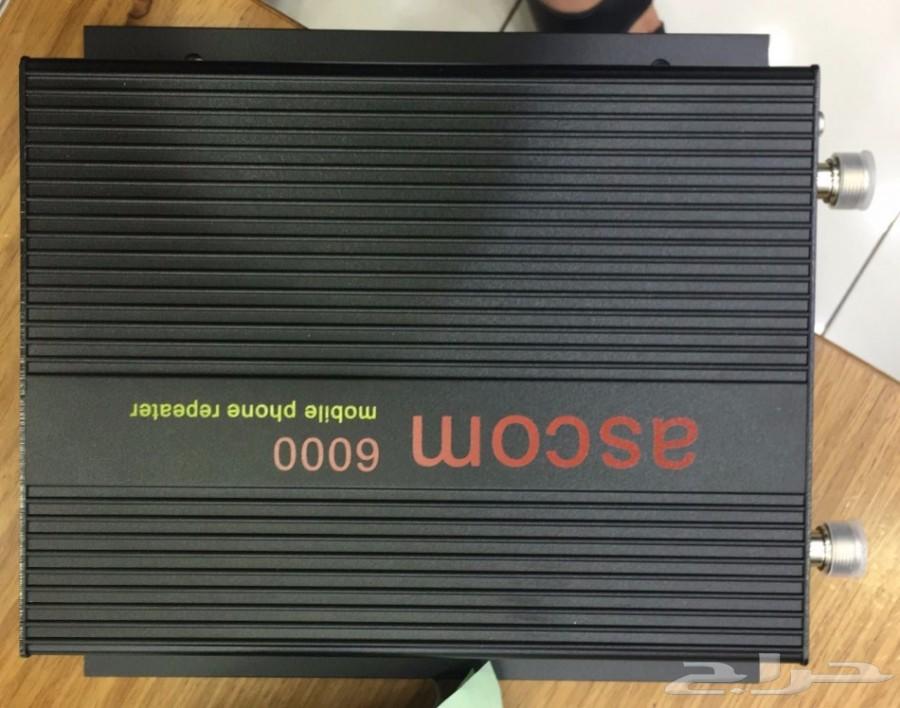 ascom 6000
mobile phone repeater
حراج